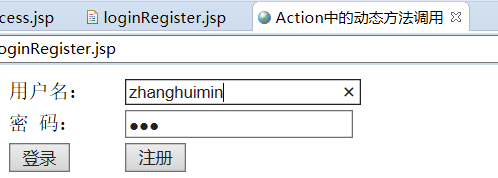 cess.jsp loginRegister.jsp Action中的动态方法调用
oginRegister.jsp
用户名： zhanghuimin
密 码： ●●●
登录 注册